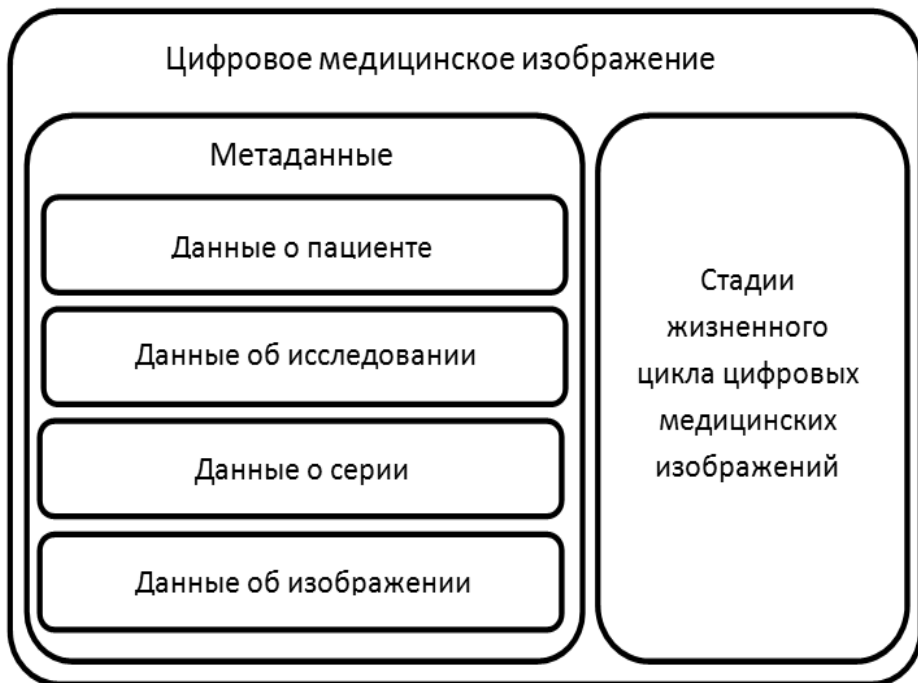 Цифровое медицинское изображение
Метаданные
Данные о пациенте
Данные об исследовании
Данные о серии
Данные об изображении
Стадии
жизненного
цикла цифровых
медицинских
изображений